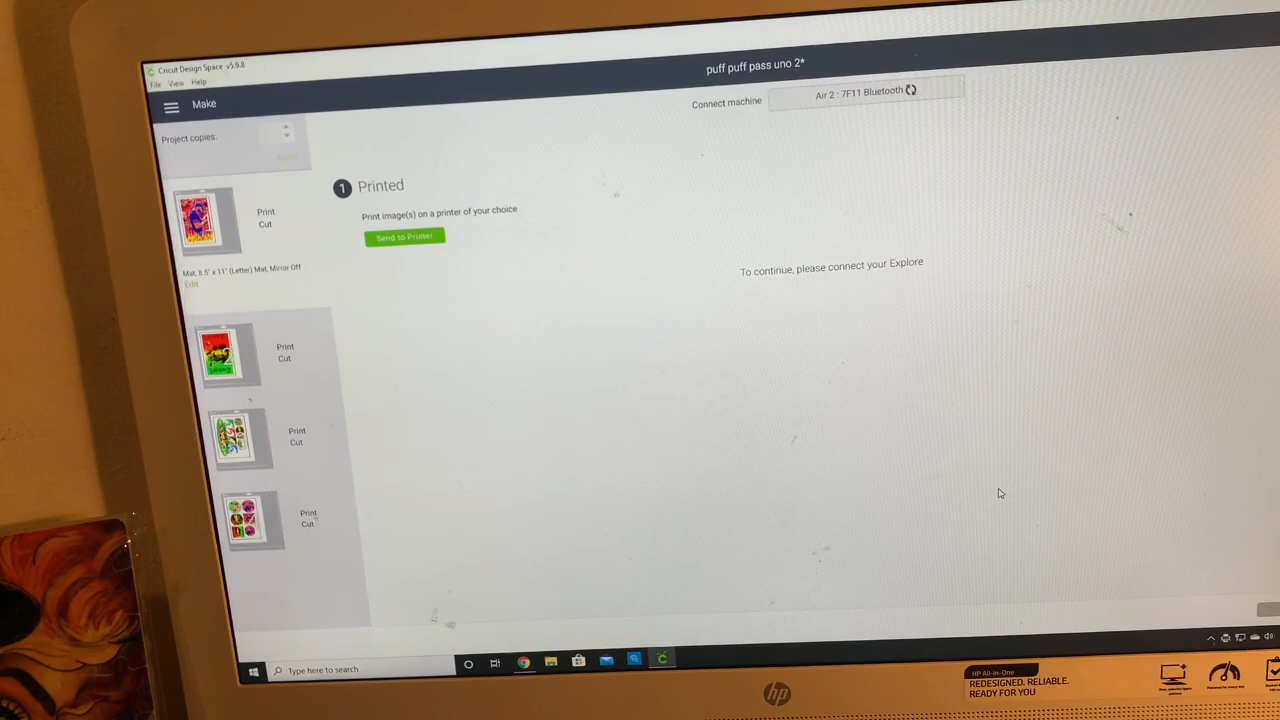 Cricut Design Space v5.9.8
File View Help
Make
puff puff pass uno 2*
Connect machine
Air 2 : 7F11 Bluetooth
Project copies:
Apply
1 Printed
Print image(s) on a printer of your choice
Send to Printer
To continue, please connect your Explore
Print
Cut
Mat, 8.5" x 11" (Letter) Mat, Mirror Off
Edit
Print
Cut
Print
Cut
Print
Cut
Type here to search
hp
HP All-in-One
REDESIGNED. RELIABLE.
READY FOR YOU